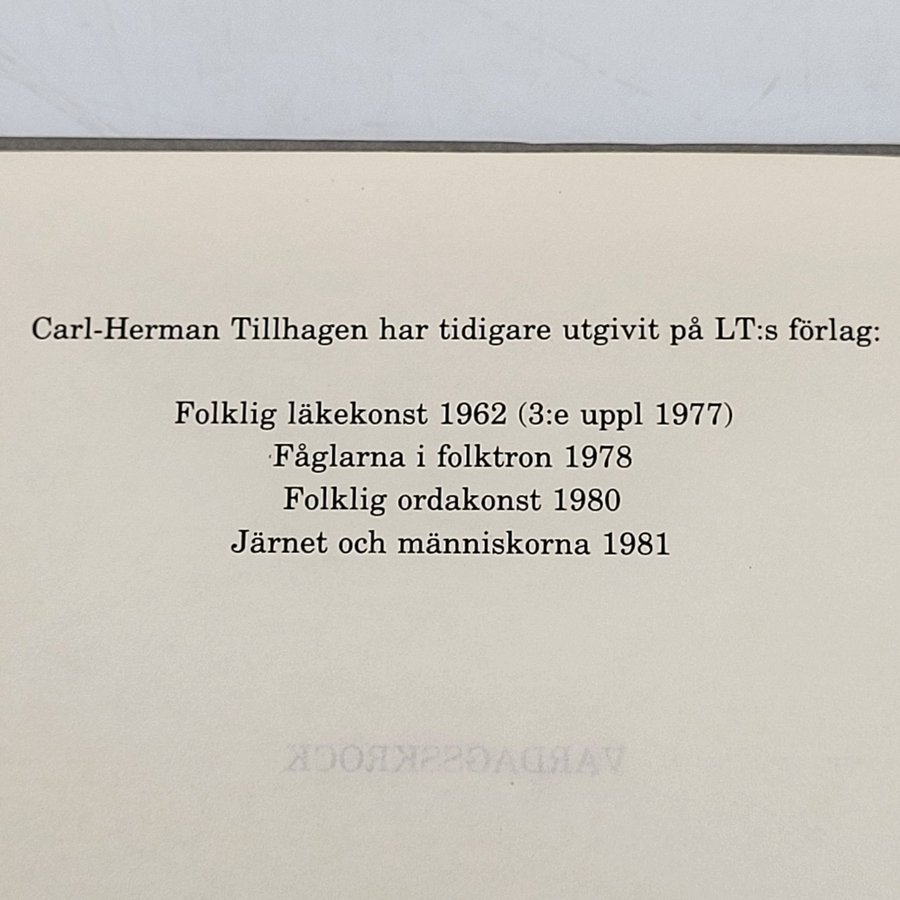 Carl-Herman Tillhagen har tidigare utgivit på LT:s förlag:
Folklig läkekonst 1962 (3:e uppl 1977)
Fåglarna i folktron 1978
Folklig ordakonst 1980
Järnet och människorna 1981
VARDAGSSKROCK